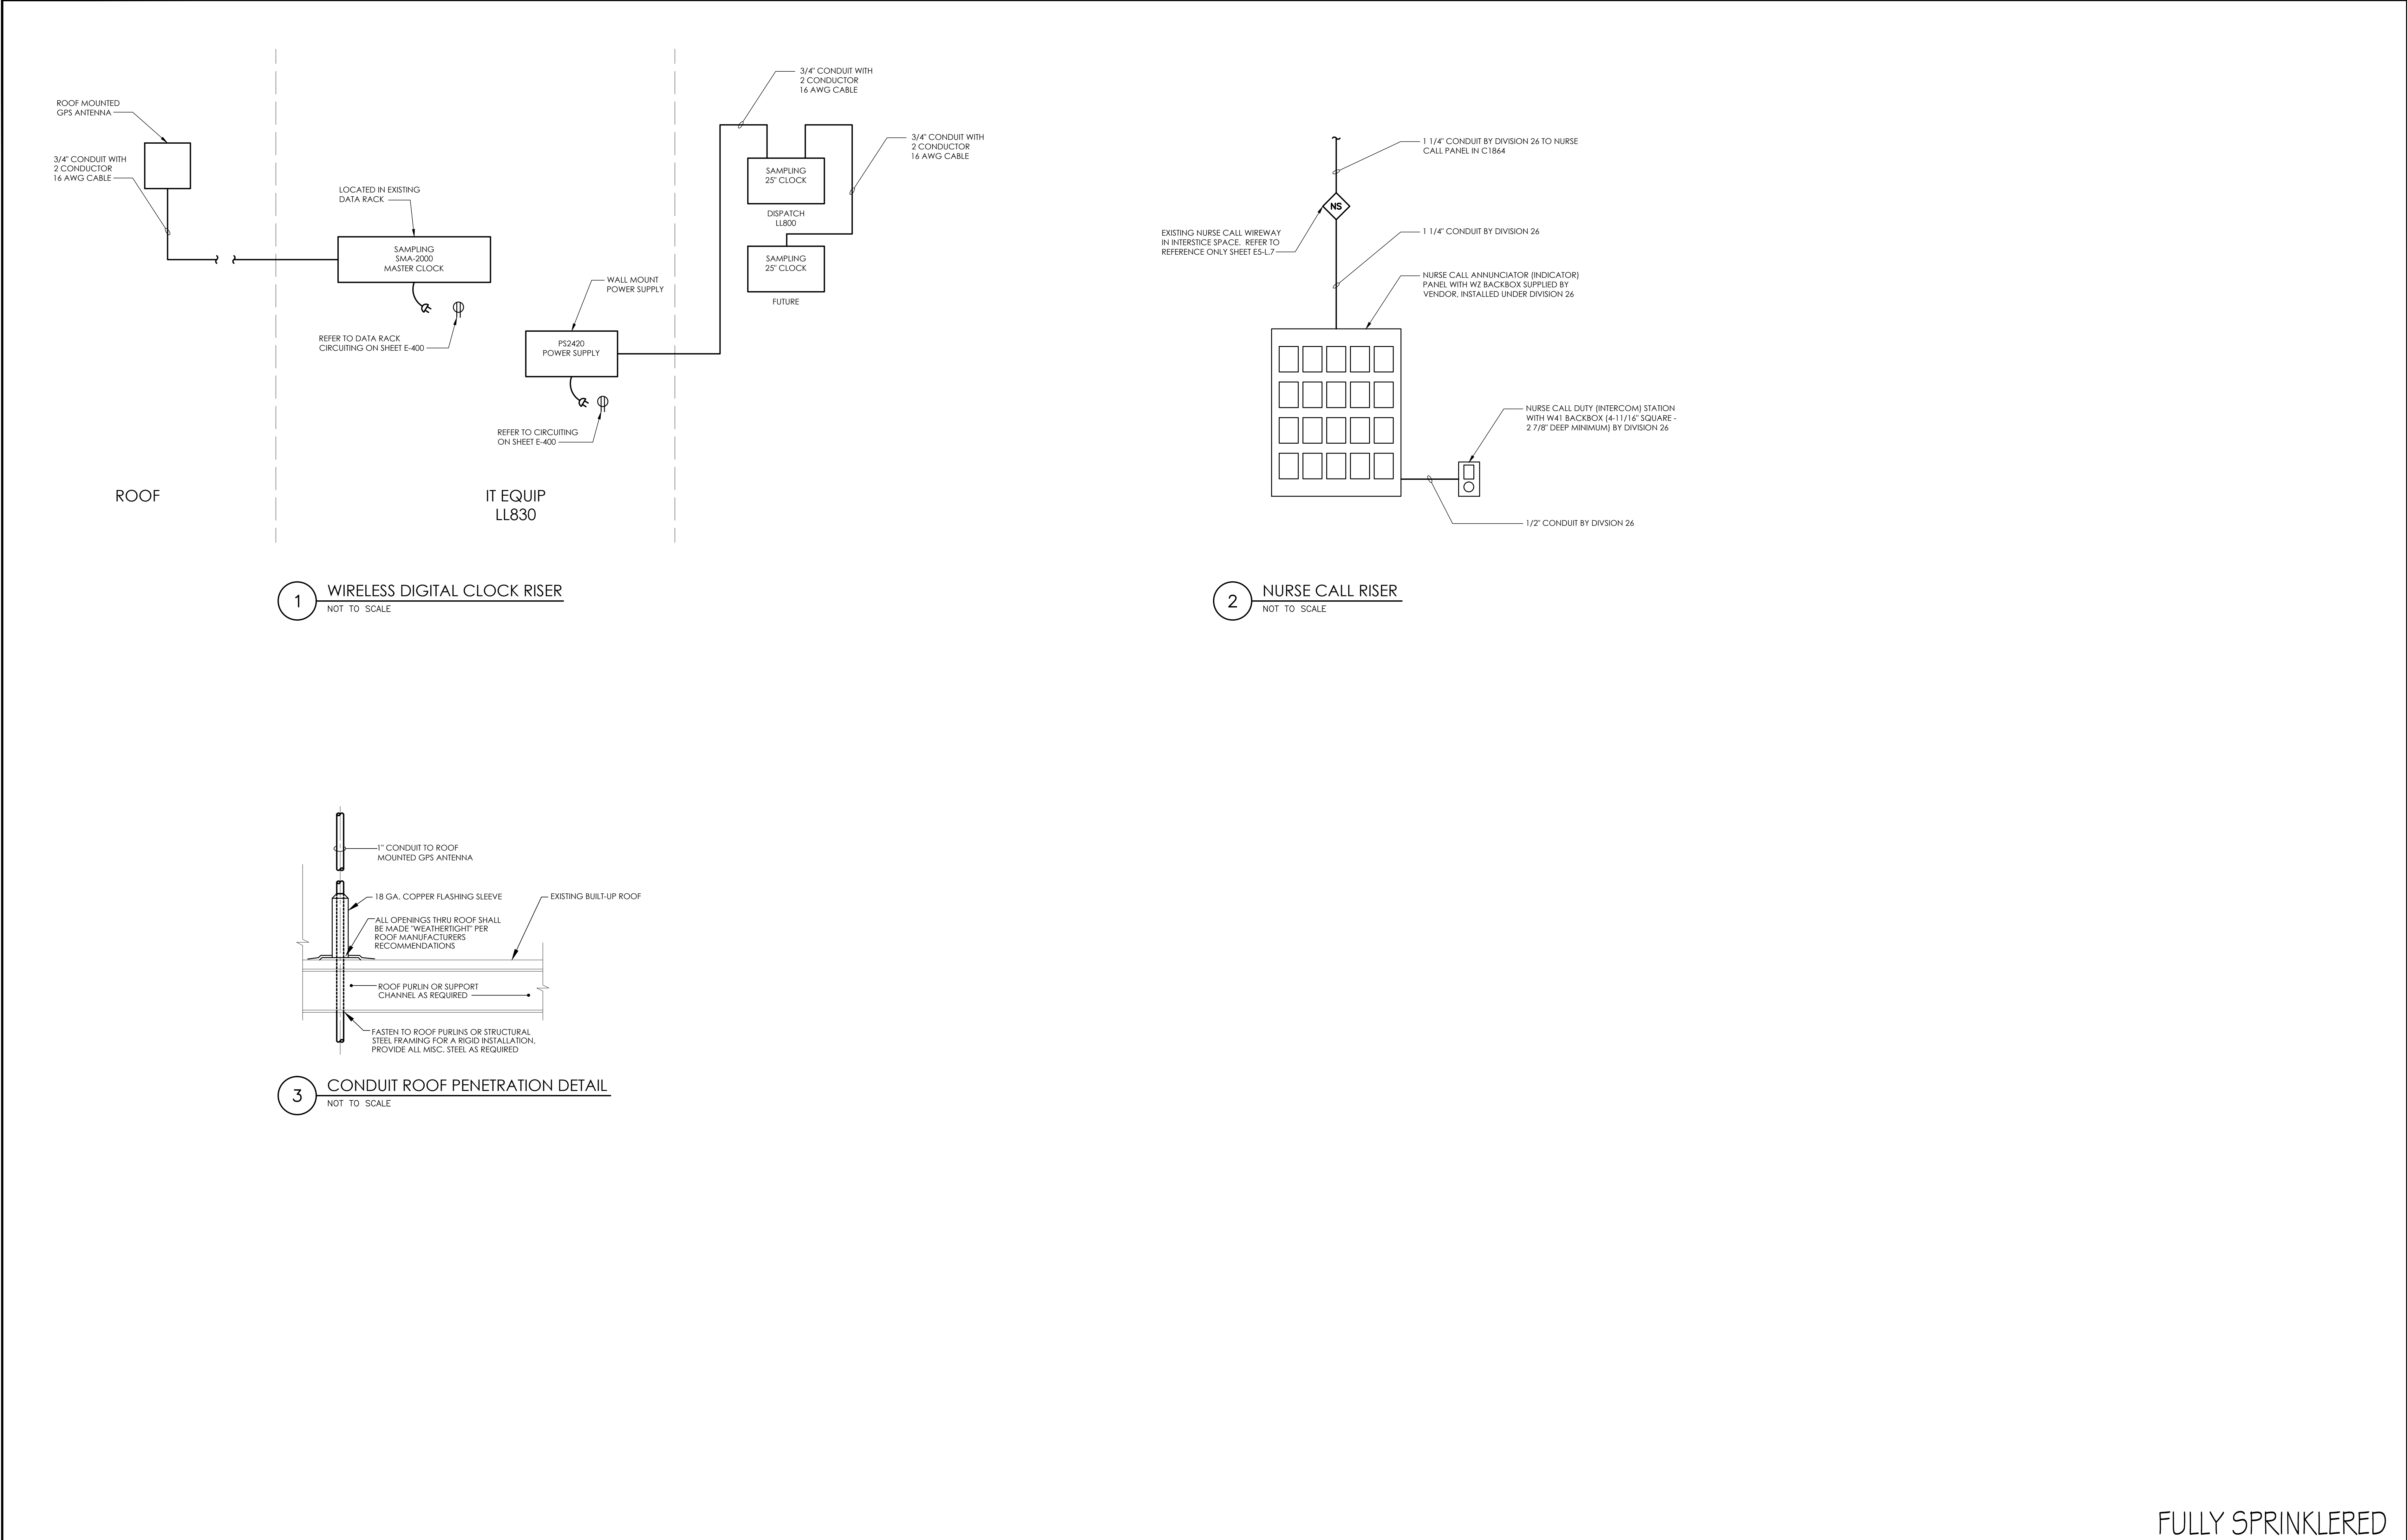 ROOF MOUNTED
GPS ANTENNA
3/4" CONDUIT WITH
2 CONDUCTOR
16 AWG CABLE
LOCATED IN EXISTING
DATA RACK
SAMPLING
SMA-2000
MASTER CLOCK
REFER TO DATA RACK
CIRCUITING ON SHEET E-400
WALL MOUNT
POWER SUPPLY
PS2420
POWER SUPPLY
REFER TO CIRCUITING
ON SHEET E-400
3/4" CONDUIT WITH
2 CONDUCTOR
16 AWG CABLE
3/4" CONDUIT WITH
2 CONDUCTOR
16 AWG CABLE
SAMPLING
25" CLOCK
DISPATCH
LL800
SAMPLING
25" CLOCK
FUTURE
ROOF
IT EQUIP
LL830
1
WIRELESS DIGITAL CLOCK RISER
NOT TO SCALE
1 1/4" CONDUIT BY DIVISION 26 TO NURSE
CALL PANEL IN C1864
NS
EXISTING NURSE CALL WIREWAY
IN INTERSTICE SPACE. REFER TO
REFERENCE ONLY SHEET E5-L.7
1 1/4" CONDUIT BY DIVISION 26
NURSE CALL ANNUNCIATOR (INDICATOR)
PANEL WITH WZ BACKBOX SUPPLIED BY
VENDOR, INSTALLED UNDER DIVISION 26
NURSE CALL DUTY (INTERCOM) STATION
WITH W41 BACKBOX (4-11/16" SQUARE -
2 7/8" DEEP MINIMUM) BY DIVISION 26
1/2" CONDUIT BY DIVSION 26
2
NURSE CALL RISER
NOT TO SCALE
1" CONDUIT TO ROOF
MOUNTED GPS ANTENNA
18 GA. COPPER FLASHING SLEEVE
EXISTING BUILT-UP ROOF
ALL OPENINGS THRU ROOF SHALL
BE MADE "WEATHERTIGHT" PER
ROOF MANUFACTURERS
RECOMMENDATIONS
ROOF PURLIN OR SUPPORT
CHANNEL AS REQUIRED
FASTEN TO ROOF PURLINS OR STRUCTURAL
STEEL FRAMING FOR A RIGID INSTALLATION,
PROVIDE ALL MISC. STEEL AS REQUIRED
3
CONDUIT ROOF PENETRATION DETAIL
NOT TO SCALE
FULLY SPRINKLERED